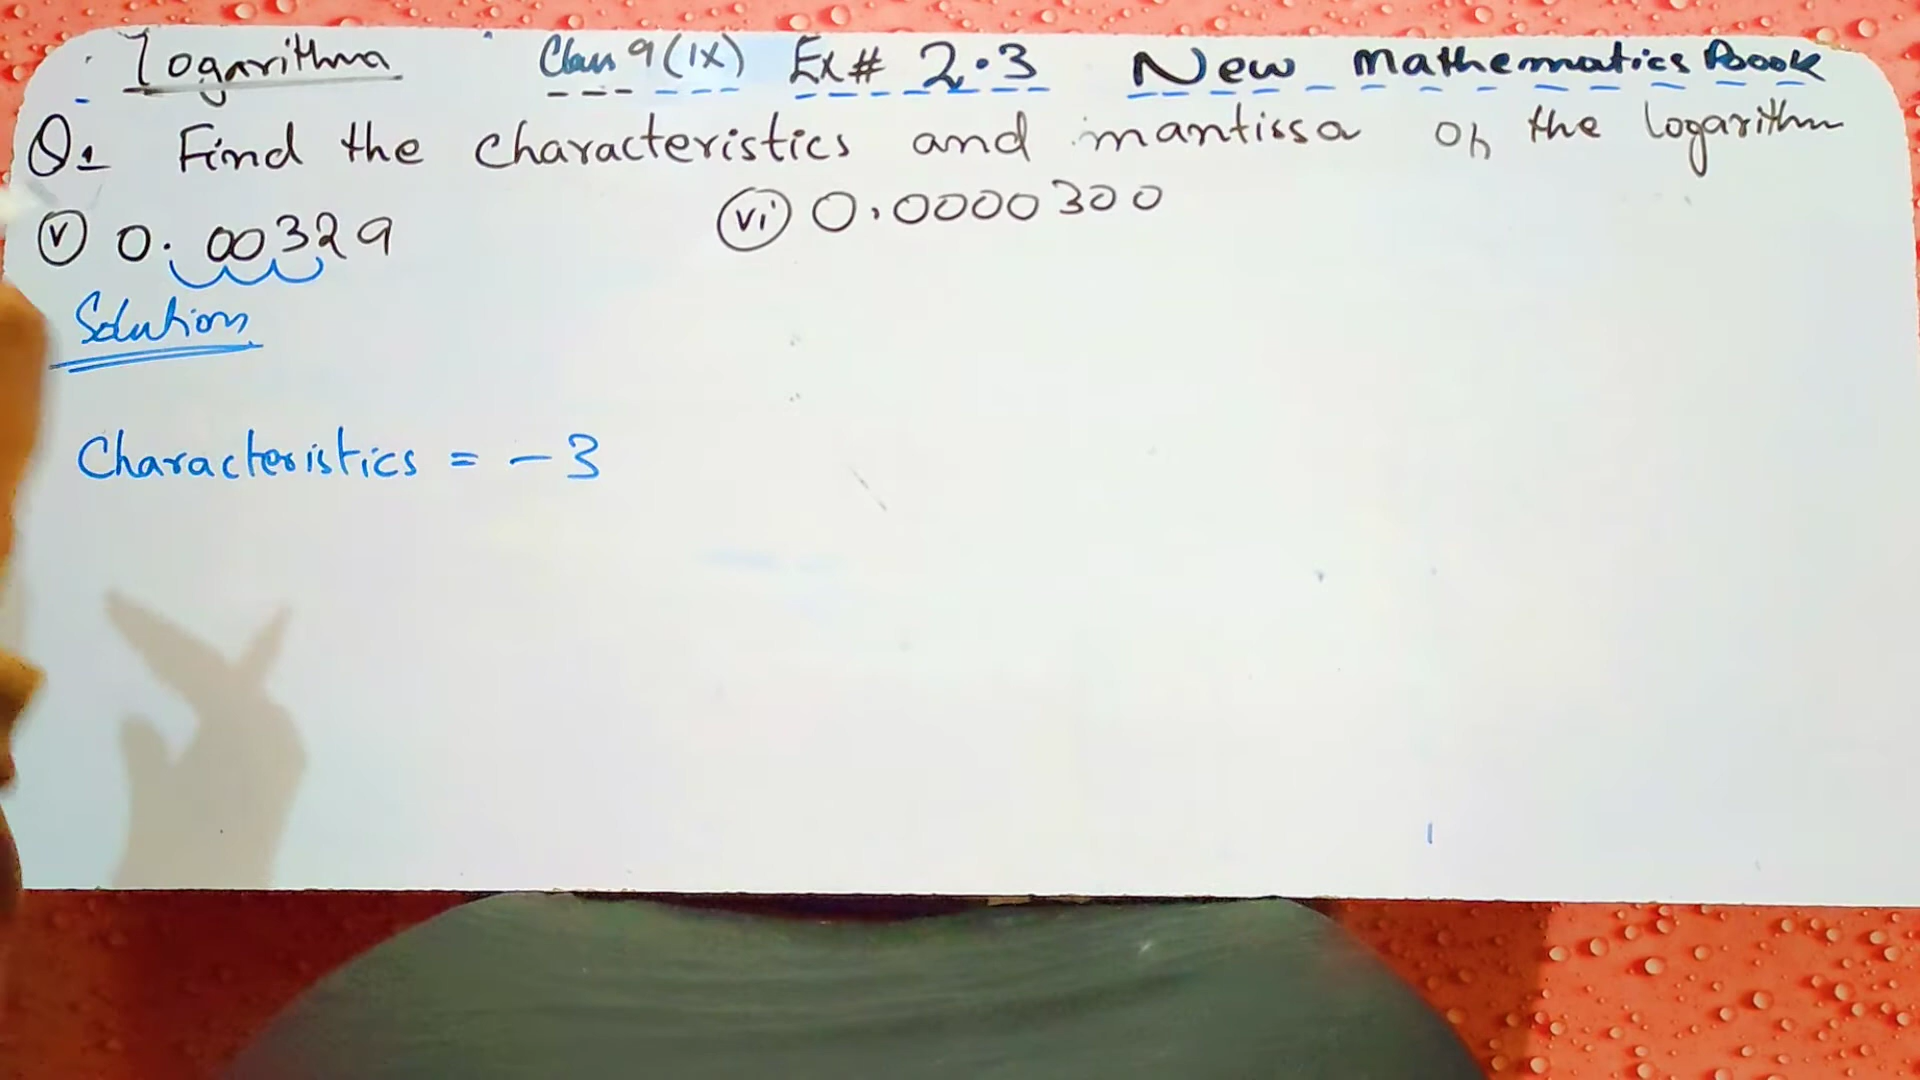 Logarithm Class 9 (IX) Ex# 2.3 New Mathematics Book
Q1 Find the characteristics and mantissa of the logarithm
(v) 0.00329 (vi) 0.0000300
Solution
Characteristics = -3